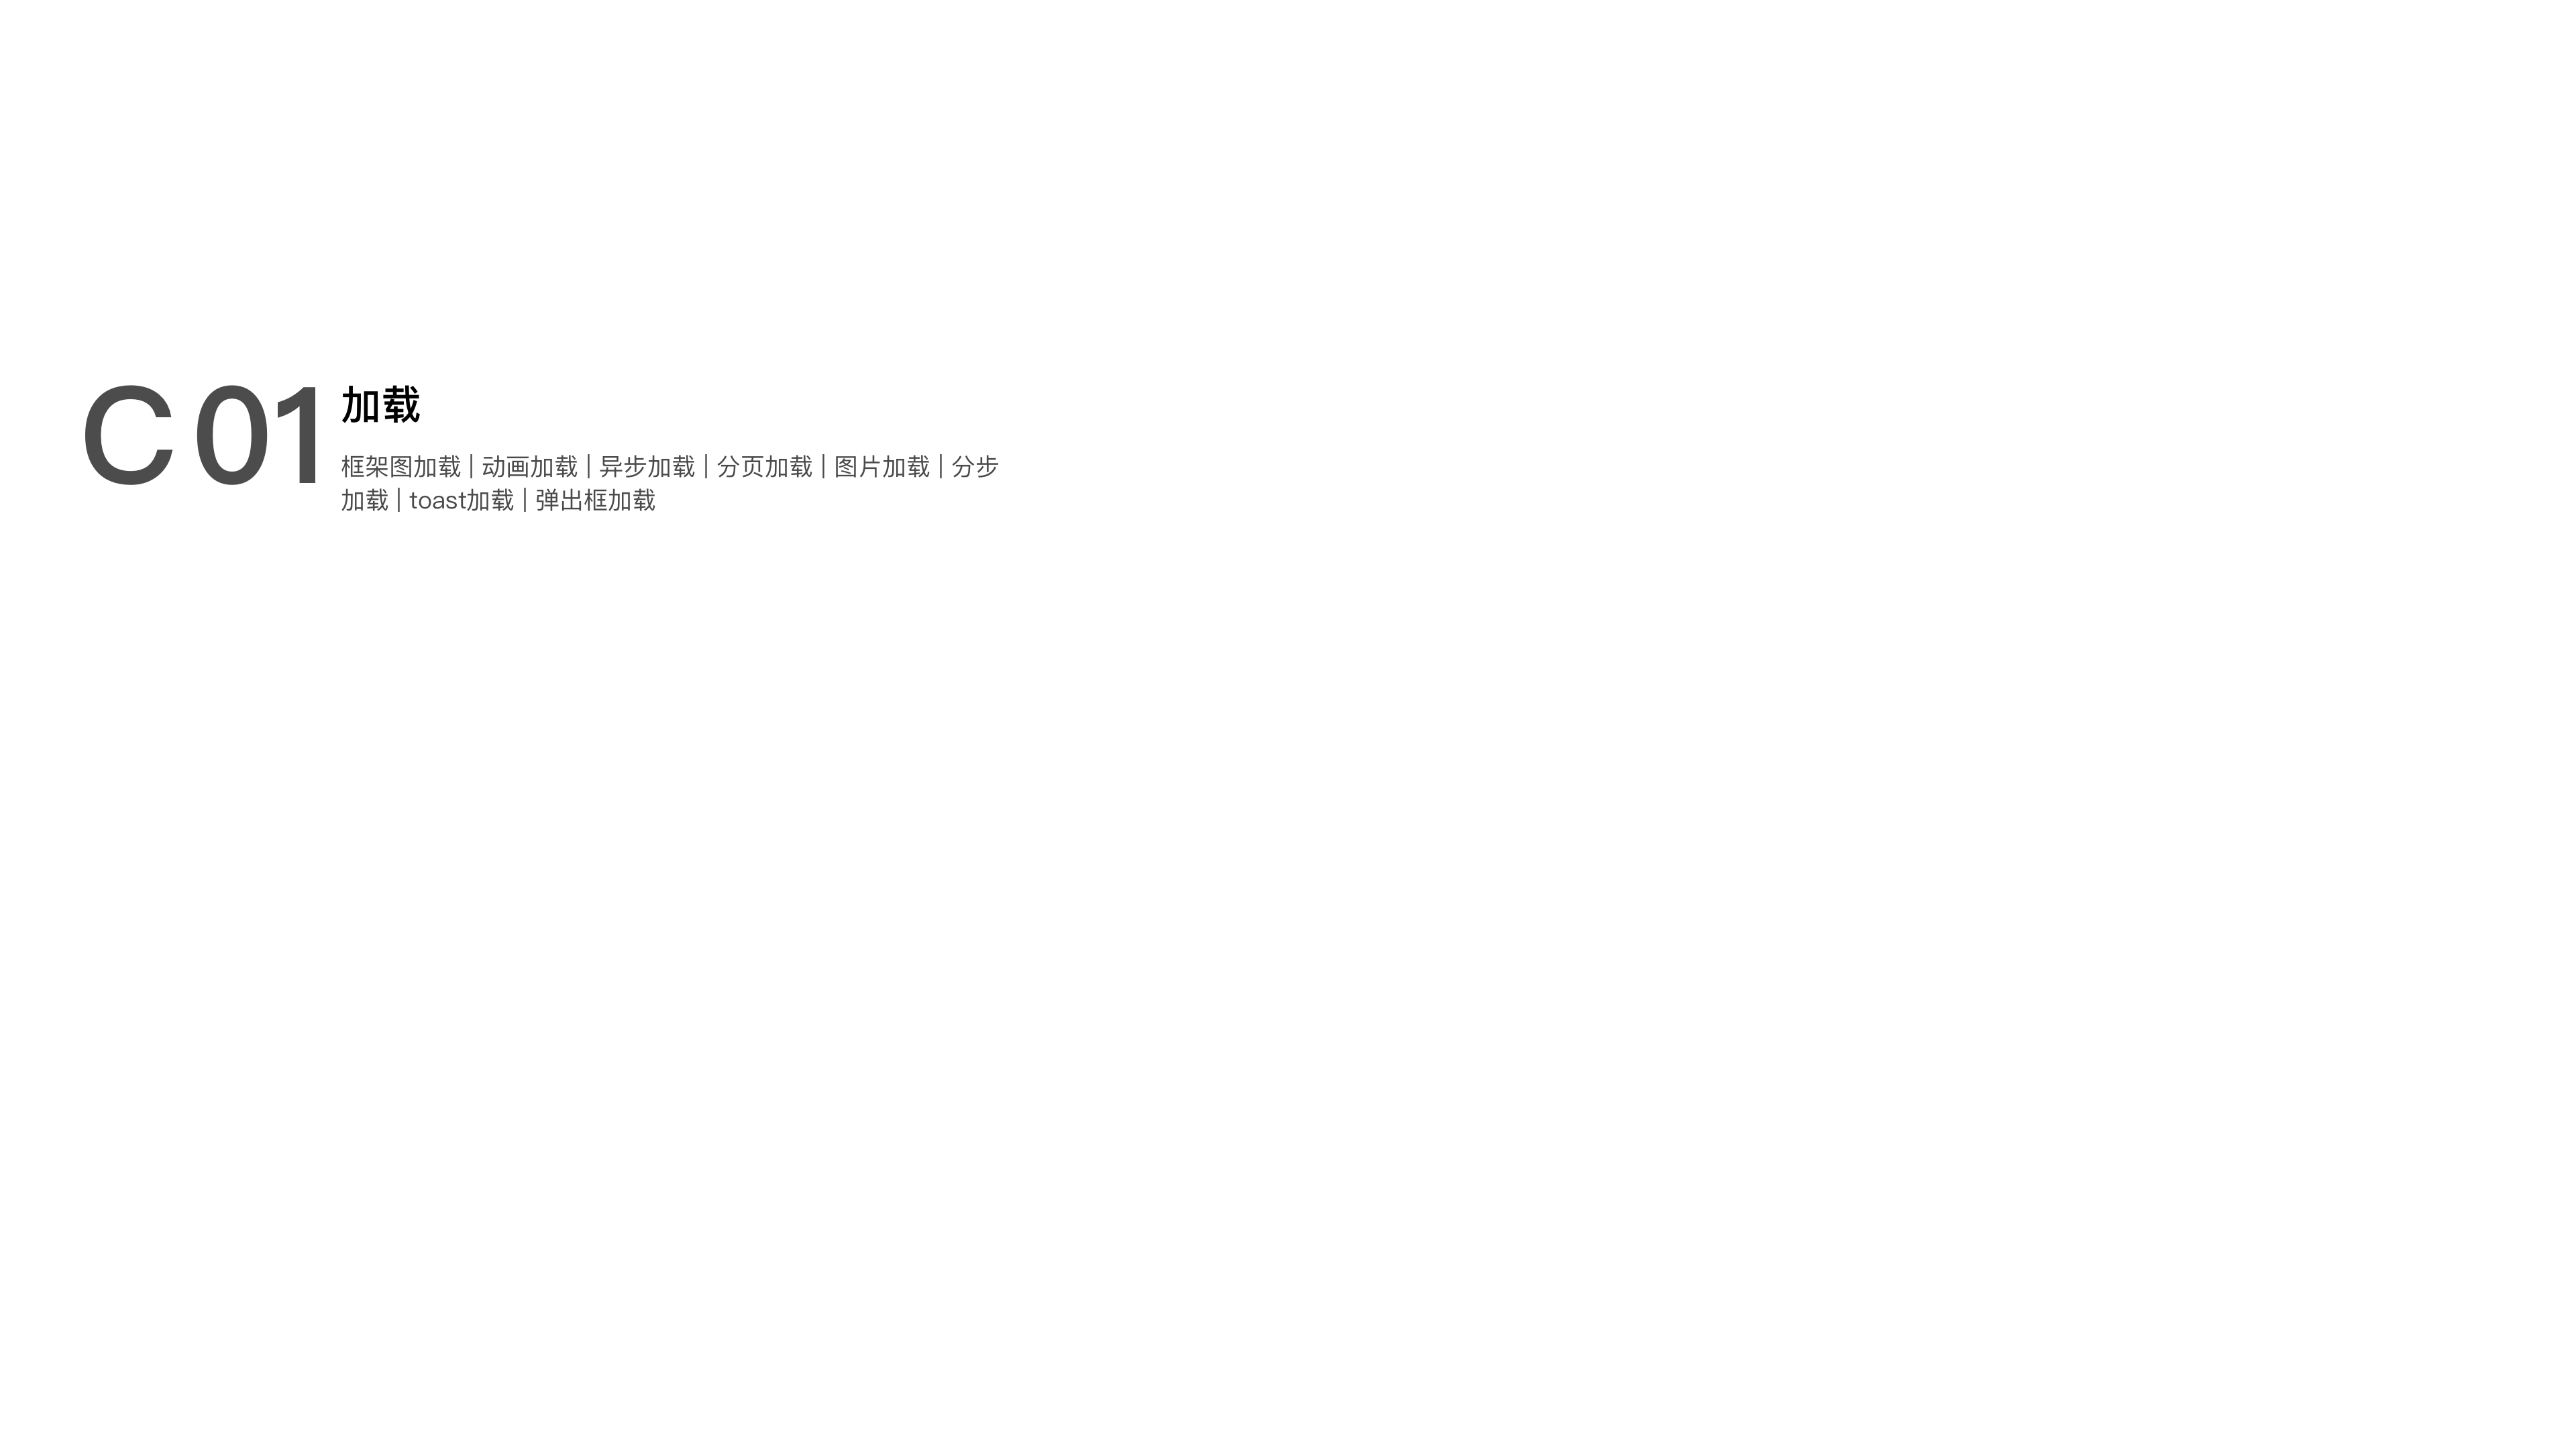 C 01
加载
框架图加载 | 动画加载 | 异步加载 | 分页加载 | 图片加载 | 分步
加载 | toast加载 | 弹出框加载